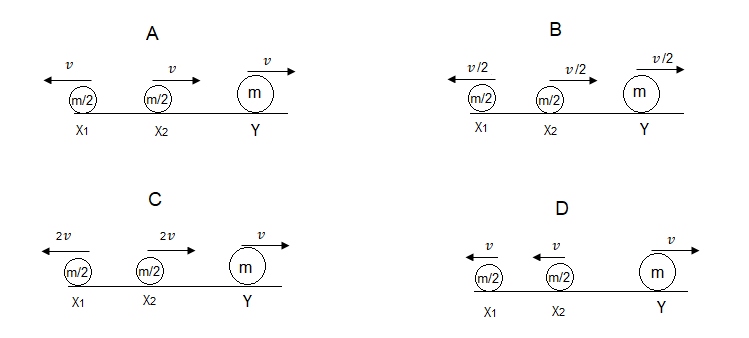 A
v v v
m/2 m/2 m
X1 X2 Y
B
v/2 v/2 v/2
m/2 m/2 m
X1 X2 Y
C
2v 2v v
m/2 m/2 m
X1 X2 Y
D
v v v
m/2 m/2 m
X1 X2 Y